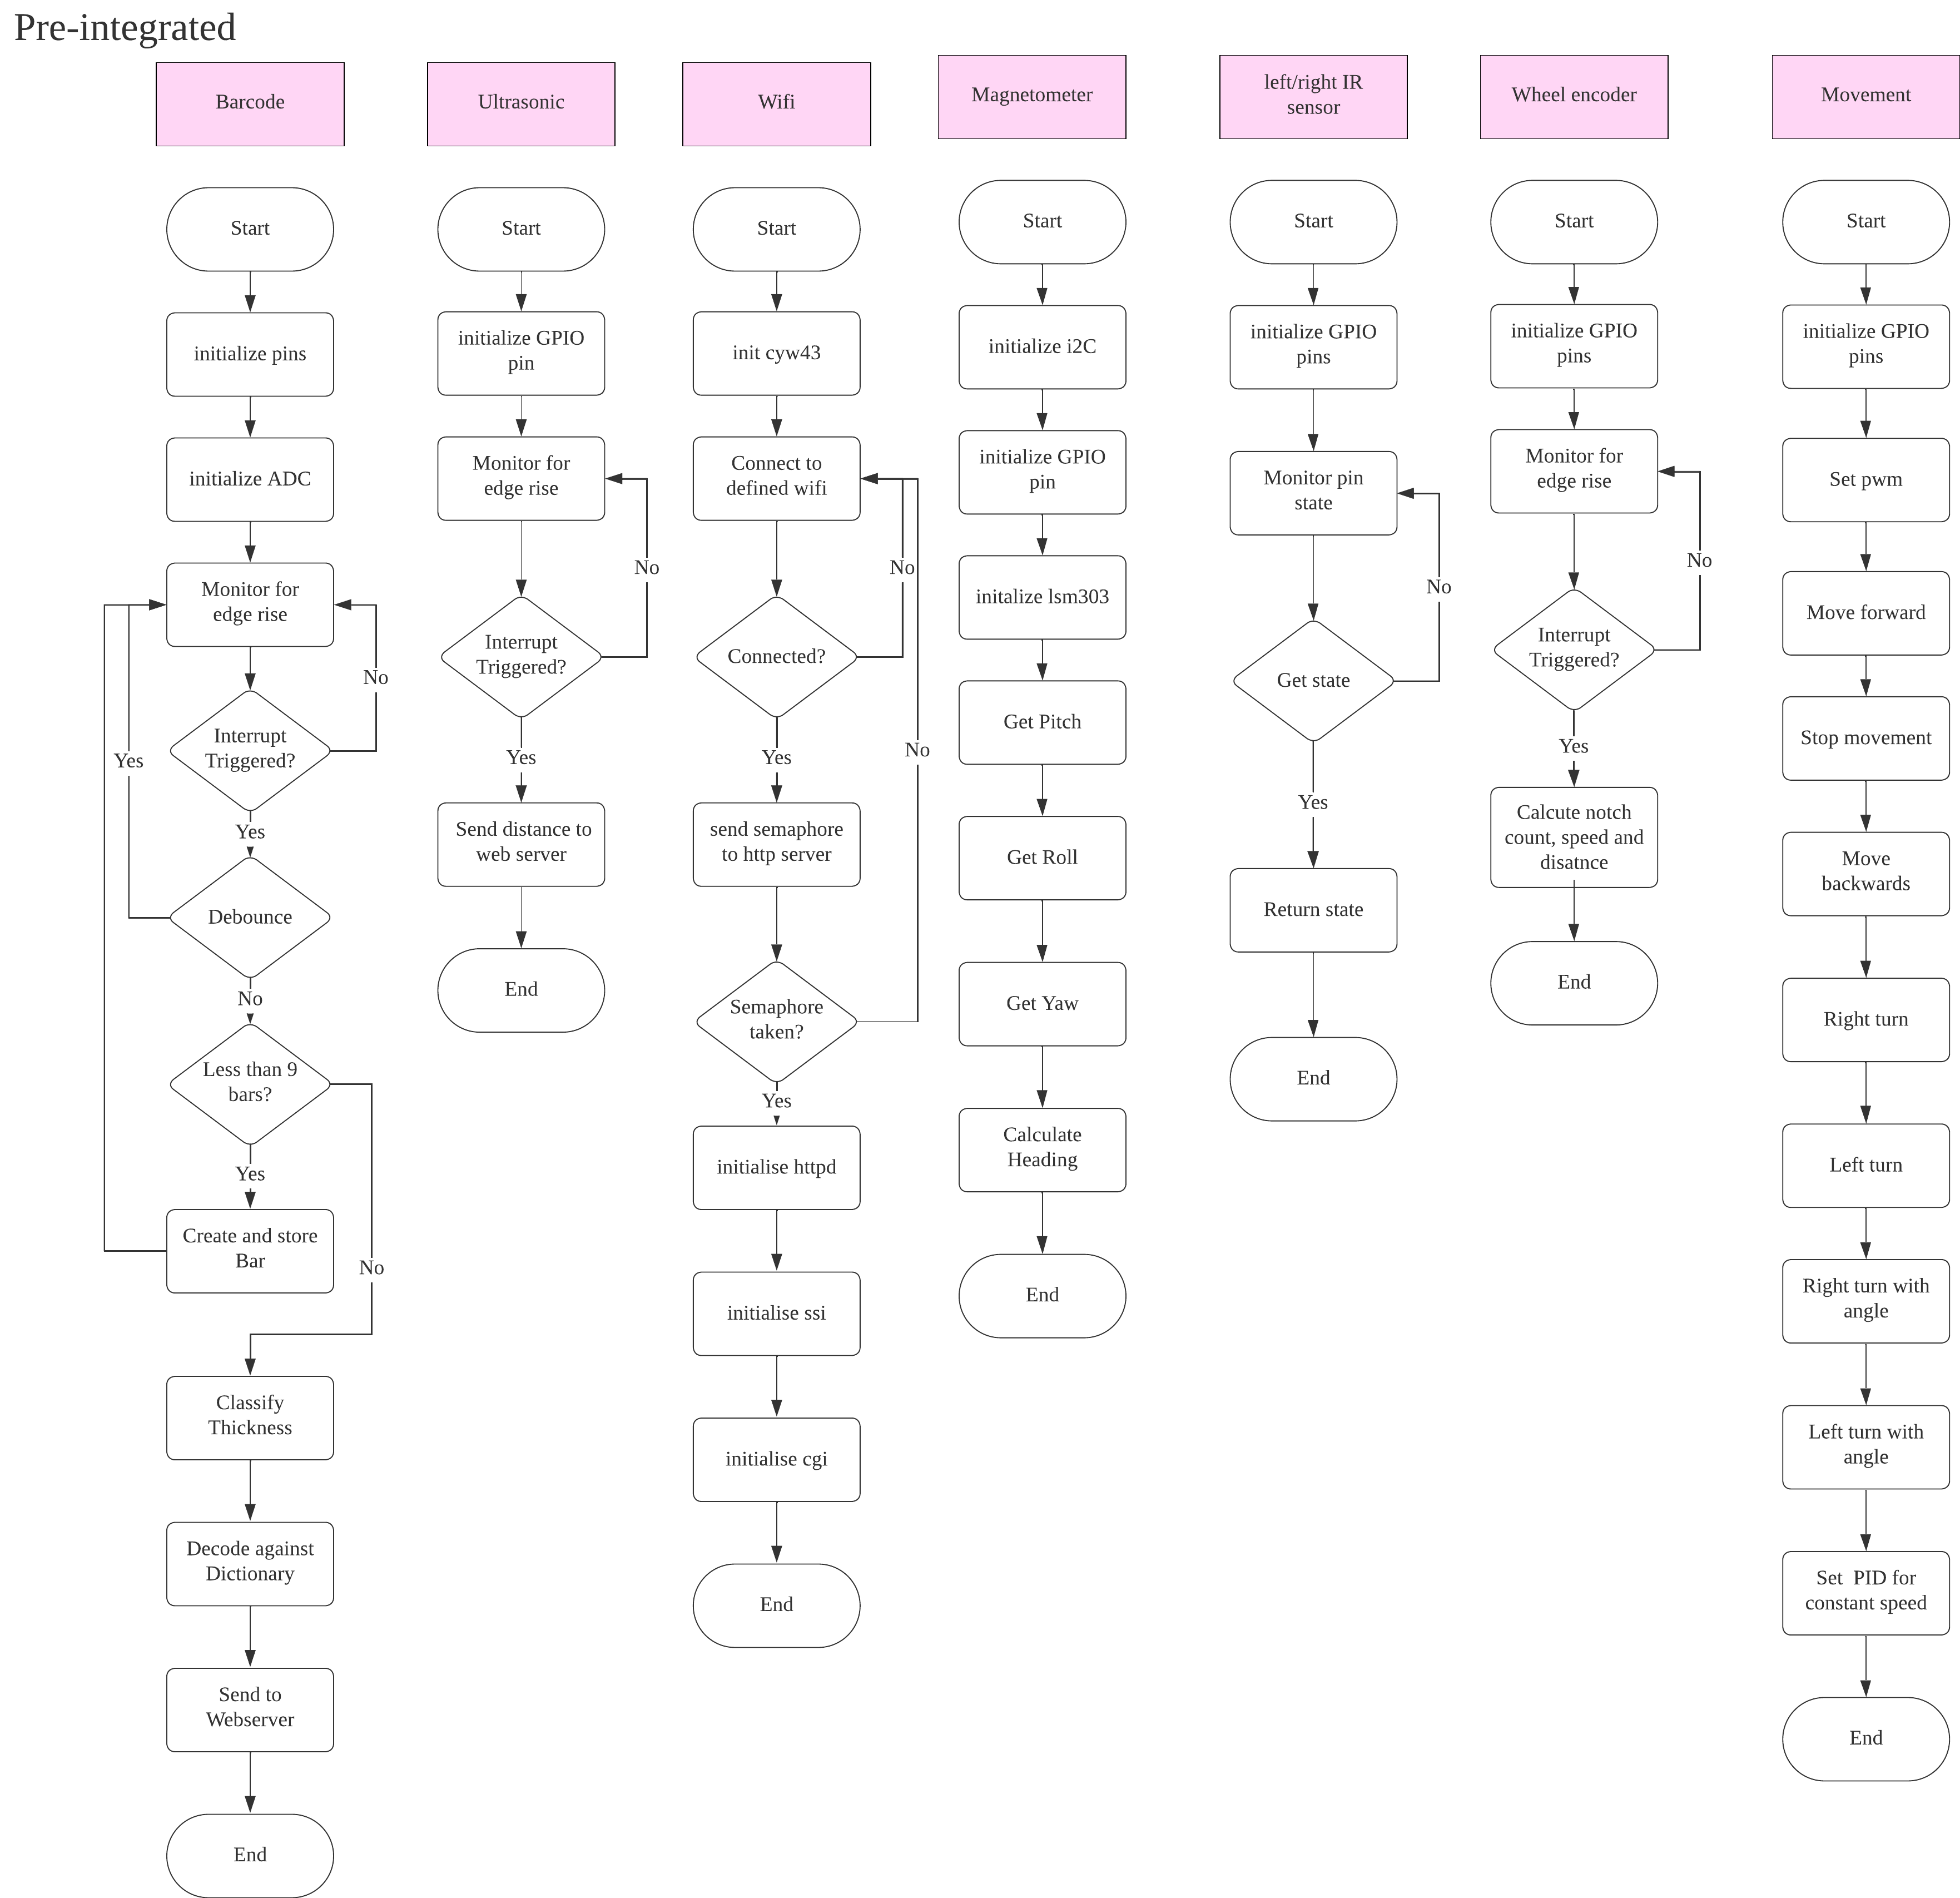 Pre-integrated
Barcode
Start
initialize pins
initialize ADC
Monitor for
edge rise
No
Interrupt
Triggered?
Yes
Yes
Debounce
No
Less than 9
bars?
Yes
Create and store
Bar
No
Classify
Thickness
Decode against
Dictionary
Send to
Webserver
End
Ultrasonic
Start
initialize GPIO
pin
Monitor for
edge rise
No
Interrupt
Triggered?
Yes
Send distance to
web server
End
Wifi
Start
init cyw43
Connect to
defined wifi
No
Connected?
No
Yes
send semaphore
to http server
Semaphore
taken?
Yes
initialise httpd
initialise ssi
initialise cgi
End
Magnetometer
Start
initialize i2C
initialize GPIO
pin
initalize lsm303
Get Pitch
Get Roll
Get Yaw
Calculate
Heading
End
left/right IR
sensor
Start
initialize GPIO
pins
Monitor pin
state
No
Get state
Yes
Return state
End
Wheel encoder
Start
initialize GPIO
pins
Monitor for
edge rise
No
Interrupt
Triggered?
Yes
Calcute notch
count, speed and
disatnce
End
Movement
Start
initialize GPIO
pins
Set pwm
Move forward
Stop movement
Move
backwards
Right turn
Left turn
Right turn with
angle
Left turn with
angle
Set  PID for
constant speed
End